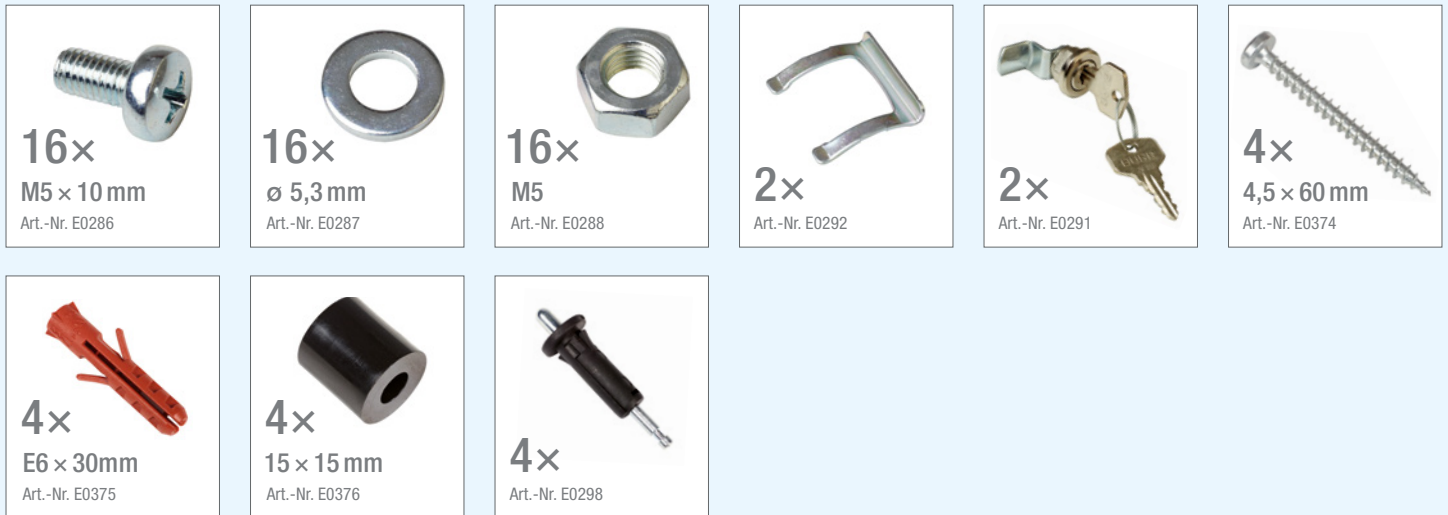 16×
M5 × 10 mm
Art.-Nr. E0286
16×
ø 5,3 mm
Art.-Nr. E0287
16×
M5
Art.-Nr. E0288
2×
Art.-Nr. E0292
2×
Art.-Nr. E0291
4×
4,5 × 60 mm
Art.-Nr. E0374
4×
E6 × 30mm
Art.-Nr. E0375
4×
15 × 15 mm
Art.-Nr. E0376
4×
Art.-Nr. E0298